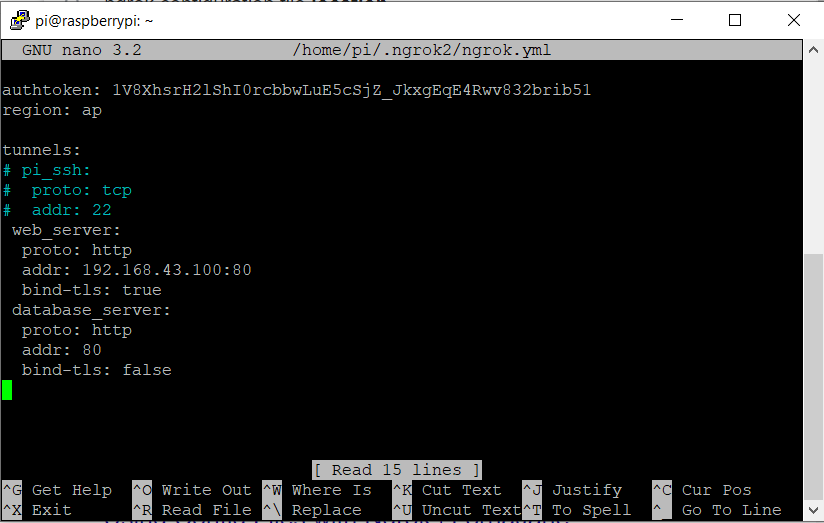 pi@raspberrypi: ~
GNU nano 3.2 /home/pi/.ngrok2/ngrok.yml
authtoken: 1V8XhsrH2lShI0rcbbwLuE5cSjZ_JkxgEqE4Rwv832brib51
region: ap
tunnels:
# pi_ssh:
#  proto: tcp
#  addr: 22
 web_server:
  proto: http
  addr: 192.168.43.100:80
  bind-tls: true
 database_server:
  proto: http
  addr: 80
  bind-tls: false
[ Read 15 lines ]
^G Get Help ^O Write Out ^W Where Is ^K Cut Text ^J Justify ^C Cur Pos
^X Exit ^R Read File ^\ Replace ^U Uncut Text ^T To Spell ^_ Go To Line